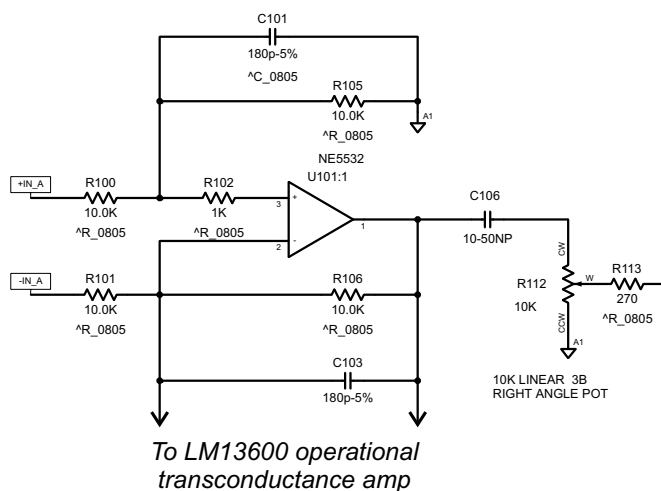 C101
180p-5%
^C_0805
R105
10.0K
^R_0805
A1
NE5532
U101:1
+IN_A
R100
10.0K
^R_0805
R102
1K
^R_0805
3
+
2
-
1
C106
10-50NP
-IN_A
R101
10.0K
^R_0805
R106
10.0K
^R_0805
CW
R112
10K
W
CCW
A1
R113
270
^R_0805
C103
180p-5%
10K LINEAR 3B
RIGHT ANGLE POT
To LM13600 operational
transconductance amp